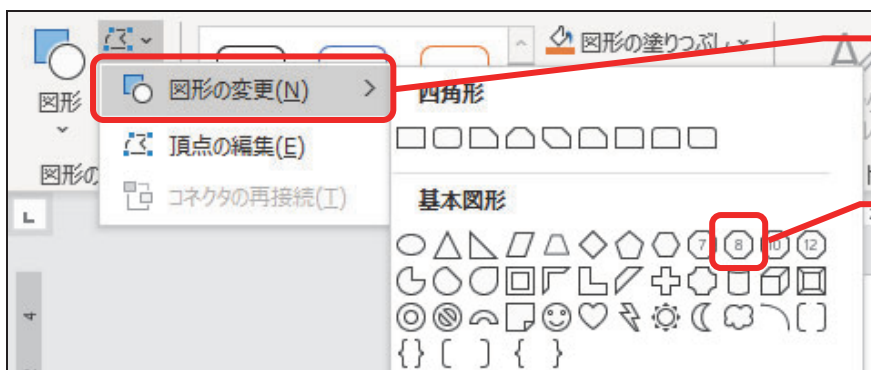 図形の塗りつぶし
図形
図形の変更(N)
四角形
頂点の編集(E)
図形の
コネクタの再接続(T)
基本図形
7 8 10 12
4